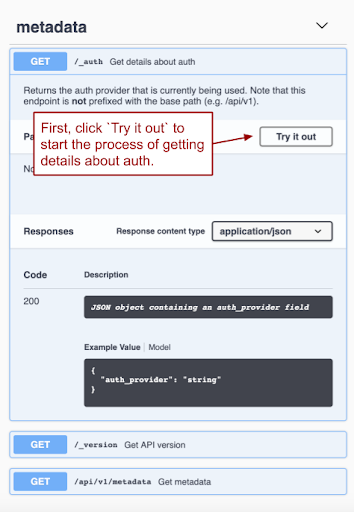 metadata
GET /_auth Get details about auth
Returns the auth provider that is currently being used. Note that this
endpoint is not prefixed with the base path (e.g. /api/v1).
Pa
First, click `Try it out` to
start the process of getting
details about auth.
Try it out
No
Responses Response content type application/json
Code Description
200 JSON object containing an auth_provider field
Example Value Model
{
"auth_provider": "string"
}
GET /_version Get API version
GET /api/v1/metadata Get metadata